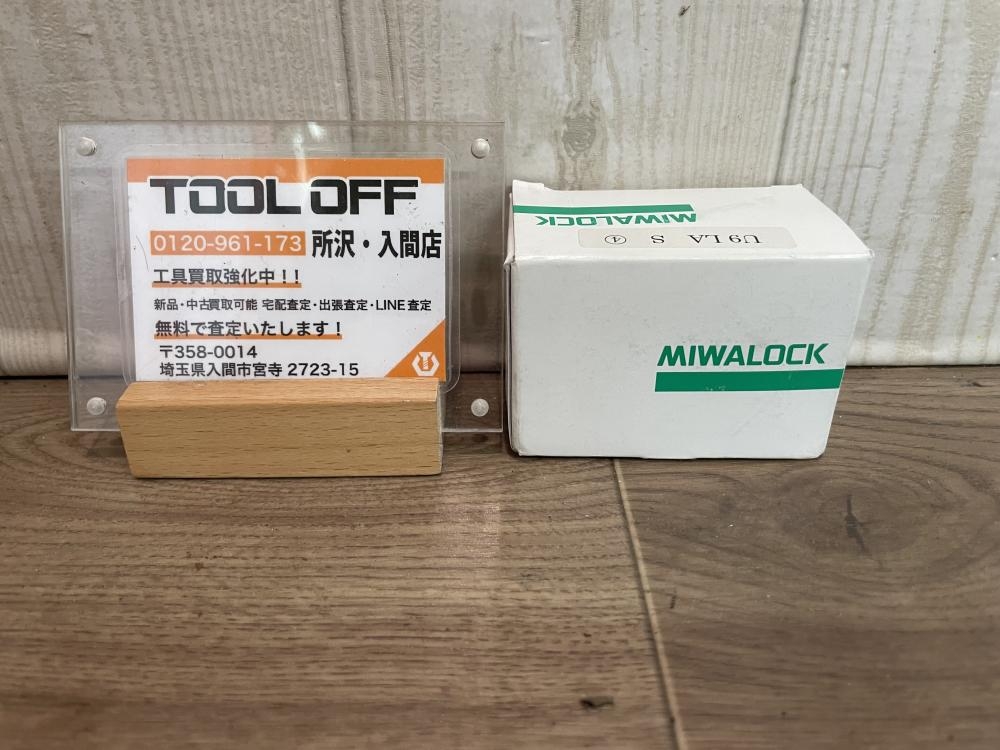 TOOL OFF
0120-961-173 所沢・入間店
工具買取強化中!!
新品・中古買取可能 宅配査定・出張査定・LINE査定
無料で査定いたします!
〒358-0014
埼玉県入間市宮寺 2723-15
MIWALOCK
U9 LA S ④
MIWALOCK